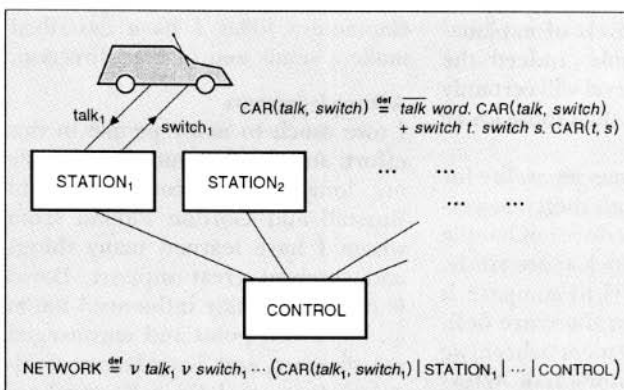 CAR(talk, switch) ≝ t̅a̅l̅k̅ word. CAR(talk, switch)
+ switch t. switch s. CAR(t, s)
talk₁
switch₁
STATION₁
STATION₂
.... ....
.... ....
CONTROL
NETWORK ≝ ν talk₁ ν switch₁ ··· (CAR(talk₁, switch₁) | STATION₁ | ··· | CONTROL)